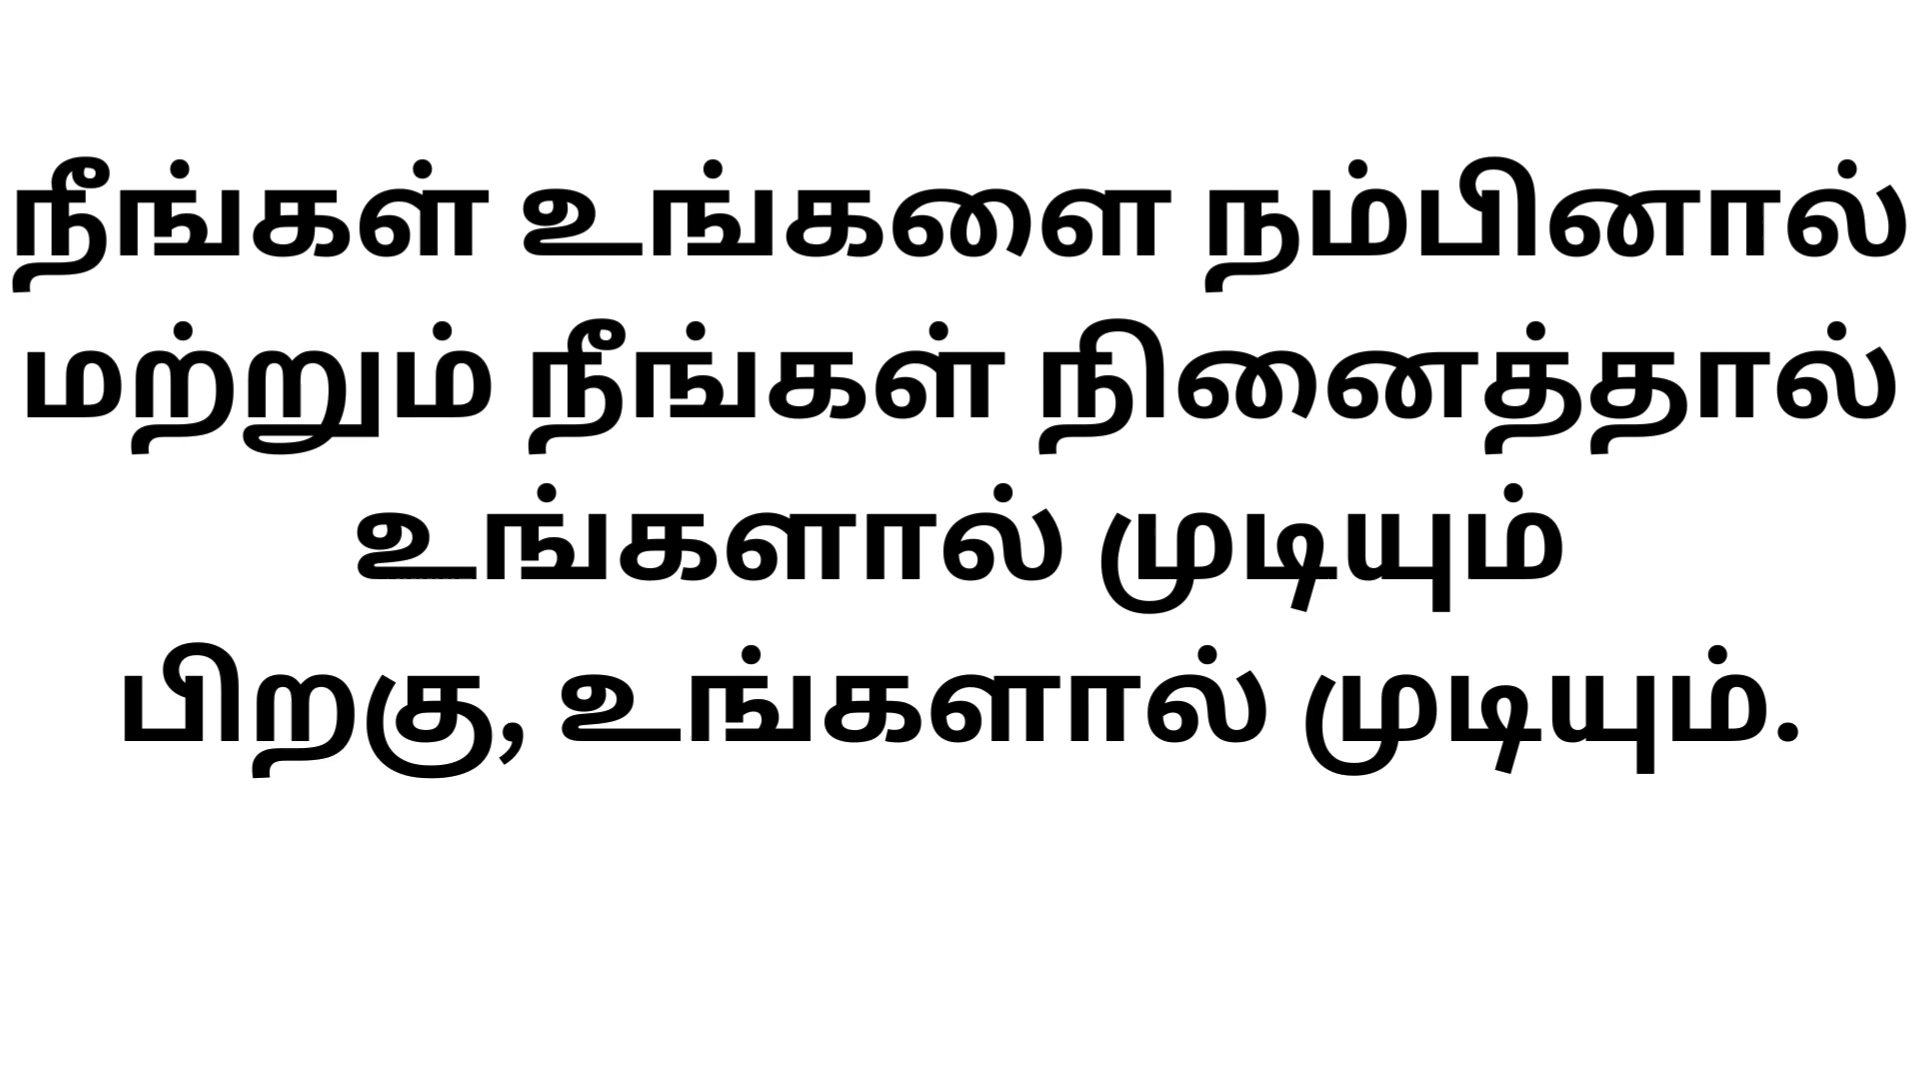 நீங்கள் உங்களை நம்பினால்
மற்றும் நீங்கள் நினைத்தால்
உங்களால் முடியும்
பிறகு, உங்களால் முடியும்.